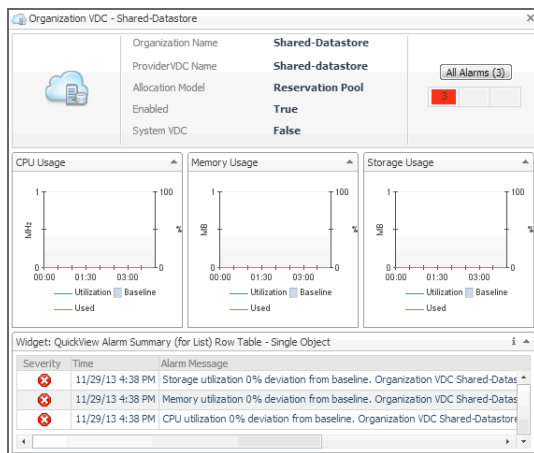 Organization VDC - Shared-Datastore
Organization Name Shared-Datastore
ProviderVDC Name Shared-datastore
Allocation Model Reservation Pool
Enabled True
System VDC False
All Alarms (3)
3
CPU Usage
1 100
MHz %
0 0
00:00 01:30 03:00
Utilization Baseline
Used
Memory Usage
1 100
MB %
0 0
00:00 01:30 03:00
Utilization Baseline
Used
Storage Usage
1 100
MB %
0 0
00:00 01:30 03:00
Utilization Baseline
Used
Widget: QuickView Alarm Summary (for List) Row Table - Single Object
Severity Time Alarm Message
11/29/13 4:38 PM Storage utilization 0% deviation from baseline. Organization VDC Shared-Datas
11/29/13 4:38 PM Memory utilization 0% deviation from baseline. Organization VDC Shared-Datas
11/29/13 4:38 PM CPU utilization 0% deviation from baseline. Organization VDC Shared-Datastore